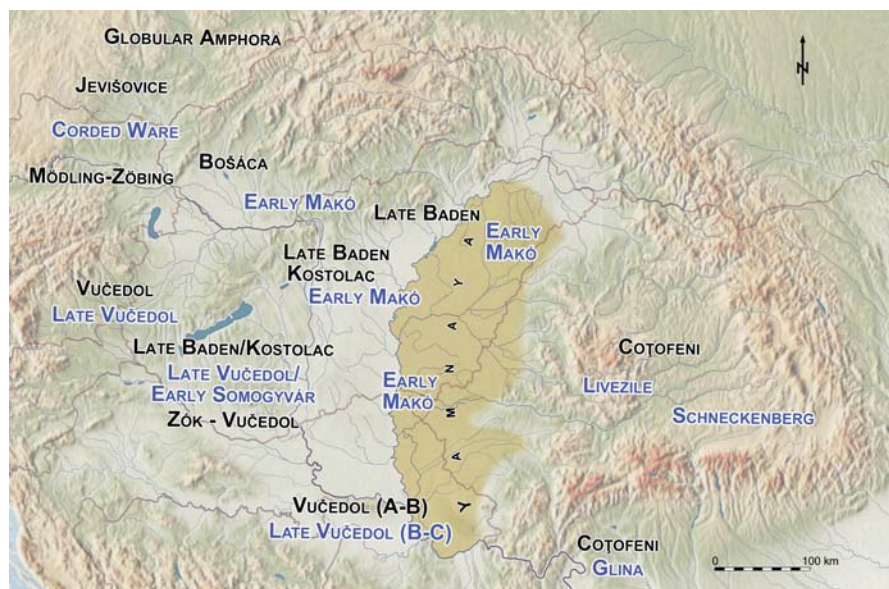 GLOBULAR AMPHORA
N
JEVIŠOVICE
CORDED WARE
BOŠÁCA
MÖDLING-ZÖBING
EARLY MAKÓ
LATE BADEN
EARLY
MAKÓ
LATE BADEN
KOSTOLAC
EARLY MAKÓ
VUČEDOL
LATE VUČEDOL
LATE BADEN/KOSTOLAC
LATE VUČEDOL/
EARLY SOMOGYVÁR
ZÓK - VUČEDOL
EARLY
MAKÓ
YAMNAYA
COŢOFENI
LIVEZILE
SCHNECKENBERG
VUČEDOL (A-B)
LATE VUČEDOL (B-C)
COŢOFENI
GLINA
0 100 km